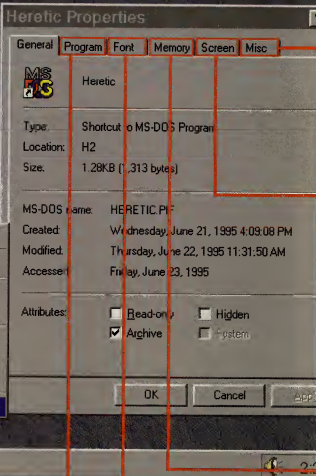 Heretic Properties
General Program Font Memory Screen Misc
MS
Heretic
Type: Shortcut to MS-DOS Program
Location: H2
Size: 1.28KB (1,313 bytes)
MS-DOS name: HERETIC.PIF
Created: Wednesday, June 21, 1995 4:09:08 PM
Modified: Thursday, June 22, 1995 11:31:50 AM
Accessed: Friday, June 23, 1995
Attributes: Read-only Hidden
Archive System
OK Cancel Apply